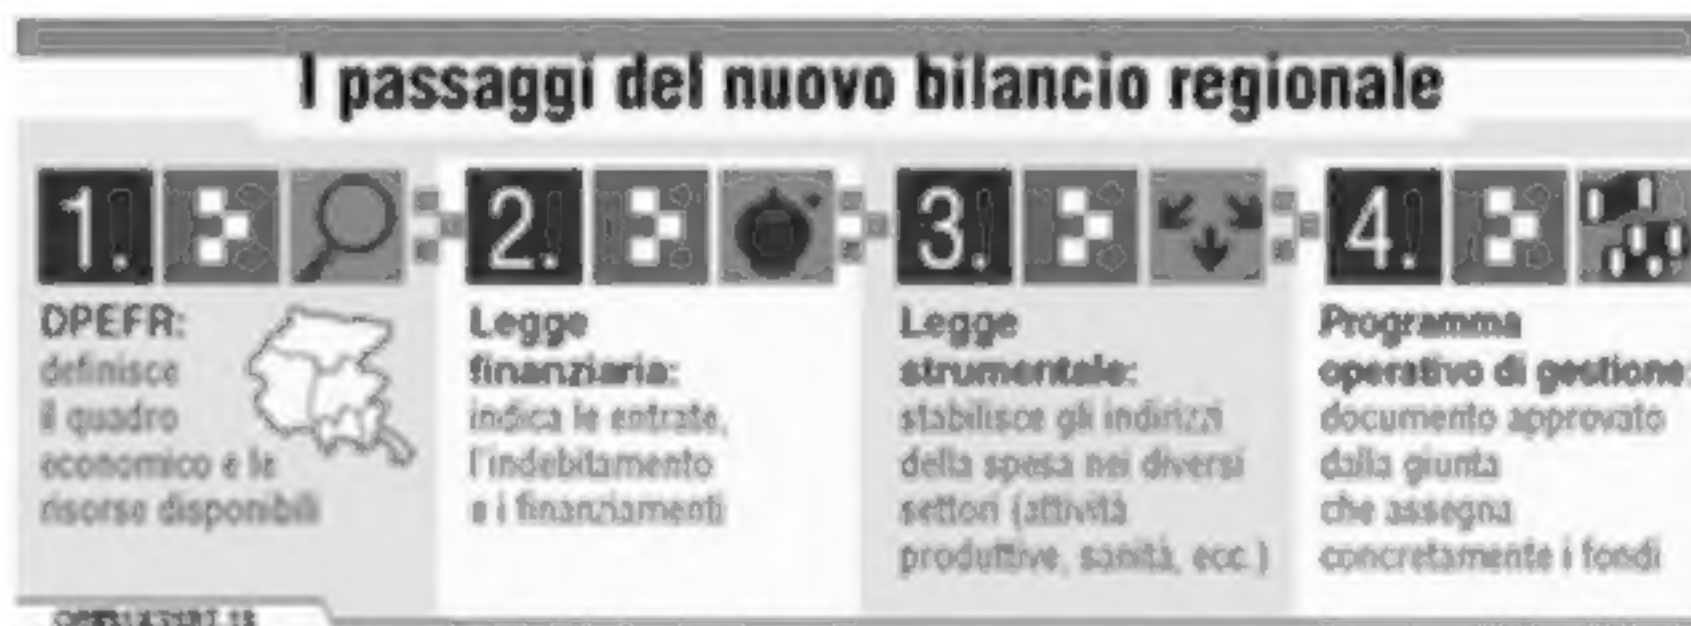 I passaggi del nuovo bilancio regionale
1.
DPEFR:
definisce
il quadro
economico e le
risorse disponibili
2.
Legge
finanziaria:
indica le entrate,
l'indebitamento
e i finanziamenti
3.
Legge
strumentale:
stabilisce gli indirizzi
della spesa nei diversi
settori (attività
produttive, sanità, ecc.)
4.
Programma
operativo di gestione:
documento approvato
dalla giunta
che assegna
concretamente i fondi